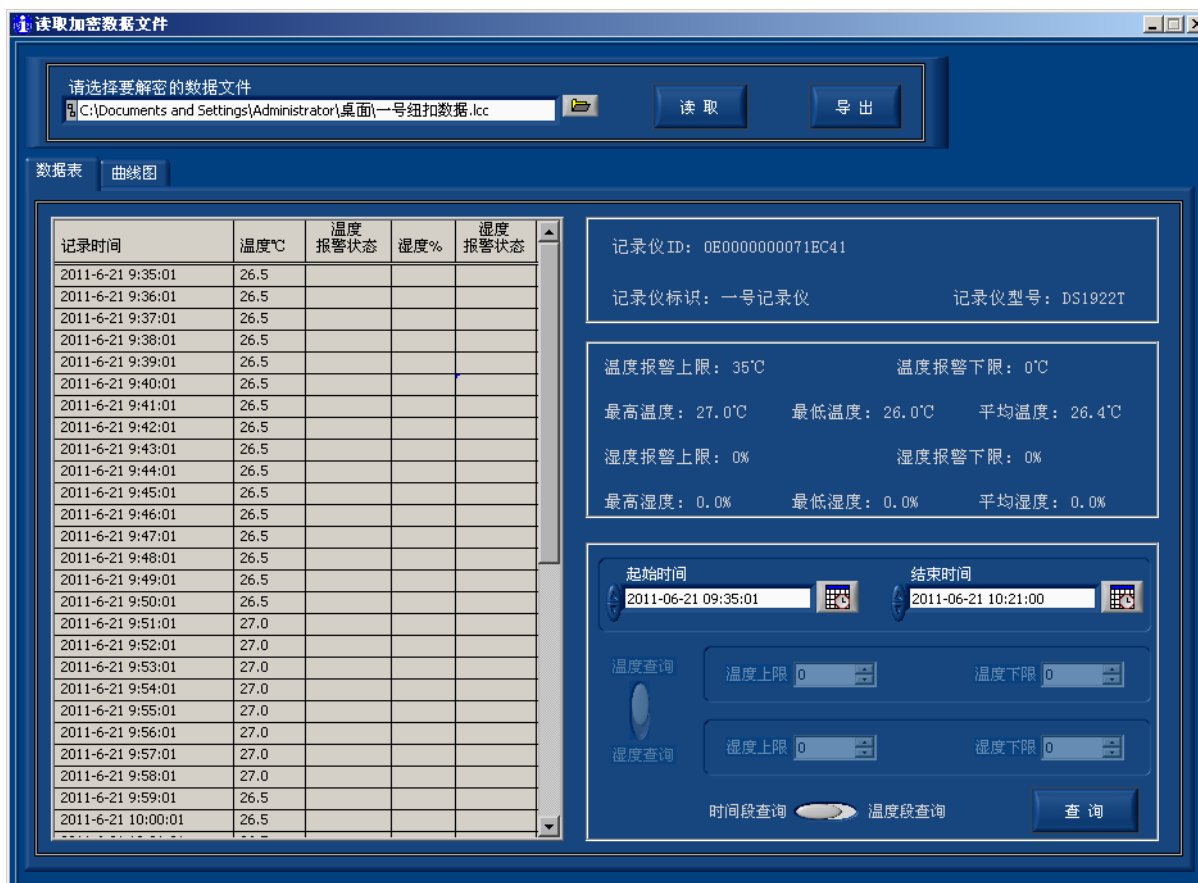 读取加密数据文件
请选择要解密的数据文件
C:\Documents and Settings\Administrator\桌面\一号纽扣数据.lcc
读 取
导 出
数据表 曲线图
记录时间 温度℃ 温度报警状态 湿度% 湿度报警状态
2011-6-21 9:35:01 26.5
2011-6-21 9:36:01 26.5
2011-6-21 9:37:01 26.5
2011-6-21 9:38:01 26.5
2011-6-21 9:39:01 26.5
2011-6-21 9:40:01 26.5
2011-6-21 9:41:01 26.5
2011-6-21 9:42:01 26.5
2011-6-21 9:43:01 26.5
2011-6-21 9:44:01 26.5
2011-6-21 9:45:01 26.5
2011-6-21 9:46:01 26.5
2011-6-21 9:47:01 26.5
2011-6-21 9:48:01 26.5
2011-6-21 9:49:01 26.5
2011-6-21 9:50:01 26.5
2011-6-21 9:51:01 27.0
2011-6-21 9:52:01 27.0
2011-6-21 9:53:01 27.0
2011-6-21 9:54:01 27.0
2011-6-21 9:55:01 27.0
2011-6-21 9:56:01 27.0
2011-6-21 9:57:01 27.0
2011-6-21 9:58:01 27.0
2011-6-21 9:59:01 26.5
2011-6-21 10:00:01 26.5
记录仪ID: 0E0000000071EC41
记录仪标识: 一号记录仪 记录仪型号: DS1922T
温度报警上限: 35℃ 温度报警下限: 0℃
最高温度: 27.0℃ 最低温度: 26.0℃ 平均温度: 26.4℃
湿度报警上限: 0% 湿度报警下限: 0%
最高湿度: 0.0% 最低湿度: 0.0% 平均湿度: 0.0%
起始时间 结束时间
2011-06-21 09:35:01 2011-06-21 10:21:00
温度查询 温度上限 0 温度下限 0
湿度查询 湿度上限 0 湿度下限 0
时间段查询 温度段查询 查 询